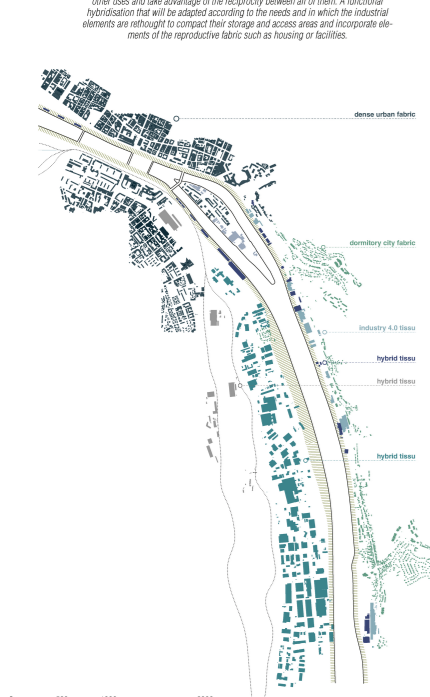 other uses and take advantage of the reciprocity between all of them. A functional
hybridisation that will be adapted according to the needs and in which the industrial
elements are rethought to compact their storage and access areas and incorporate ele-
ments of the reproductive fabric such as housing or facilities.
dense urban fabric
dormitory city fabric
industry 4.0 tissu
hybrid tissu
hybrid tissu
hybrid tissu